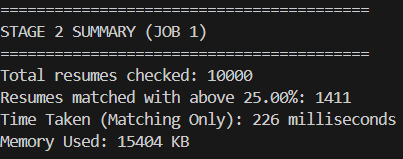 =========================================
STAGE 2 SUMMARY (JOB 1)
=========================================
Total resumes checked: 10000
Resumes matched with above 25.00%: 1411
Time Taken (Matching Only): 226 milliseconds
Memory Used: 15404 KB